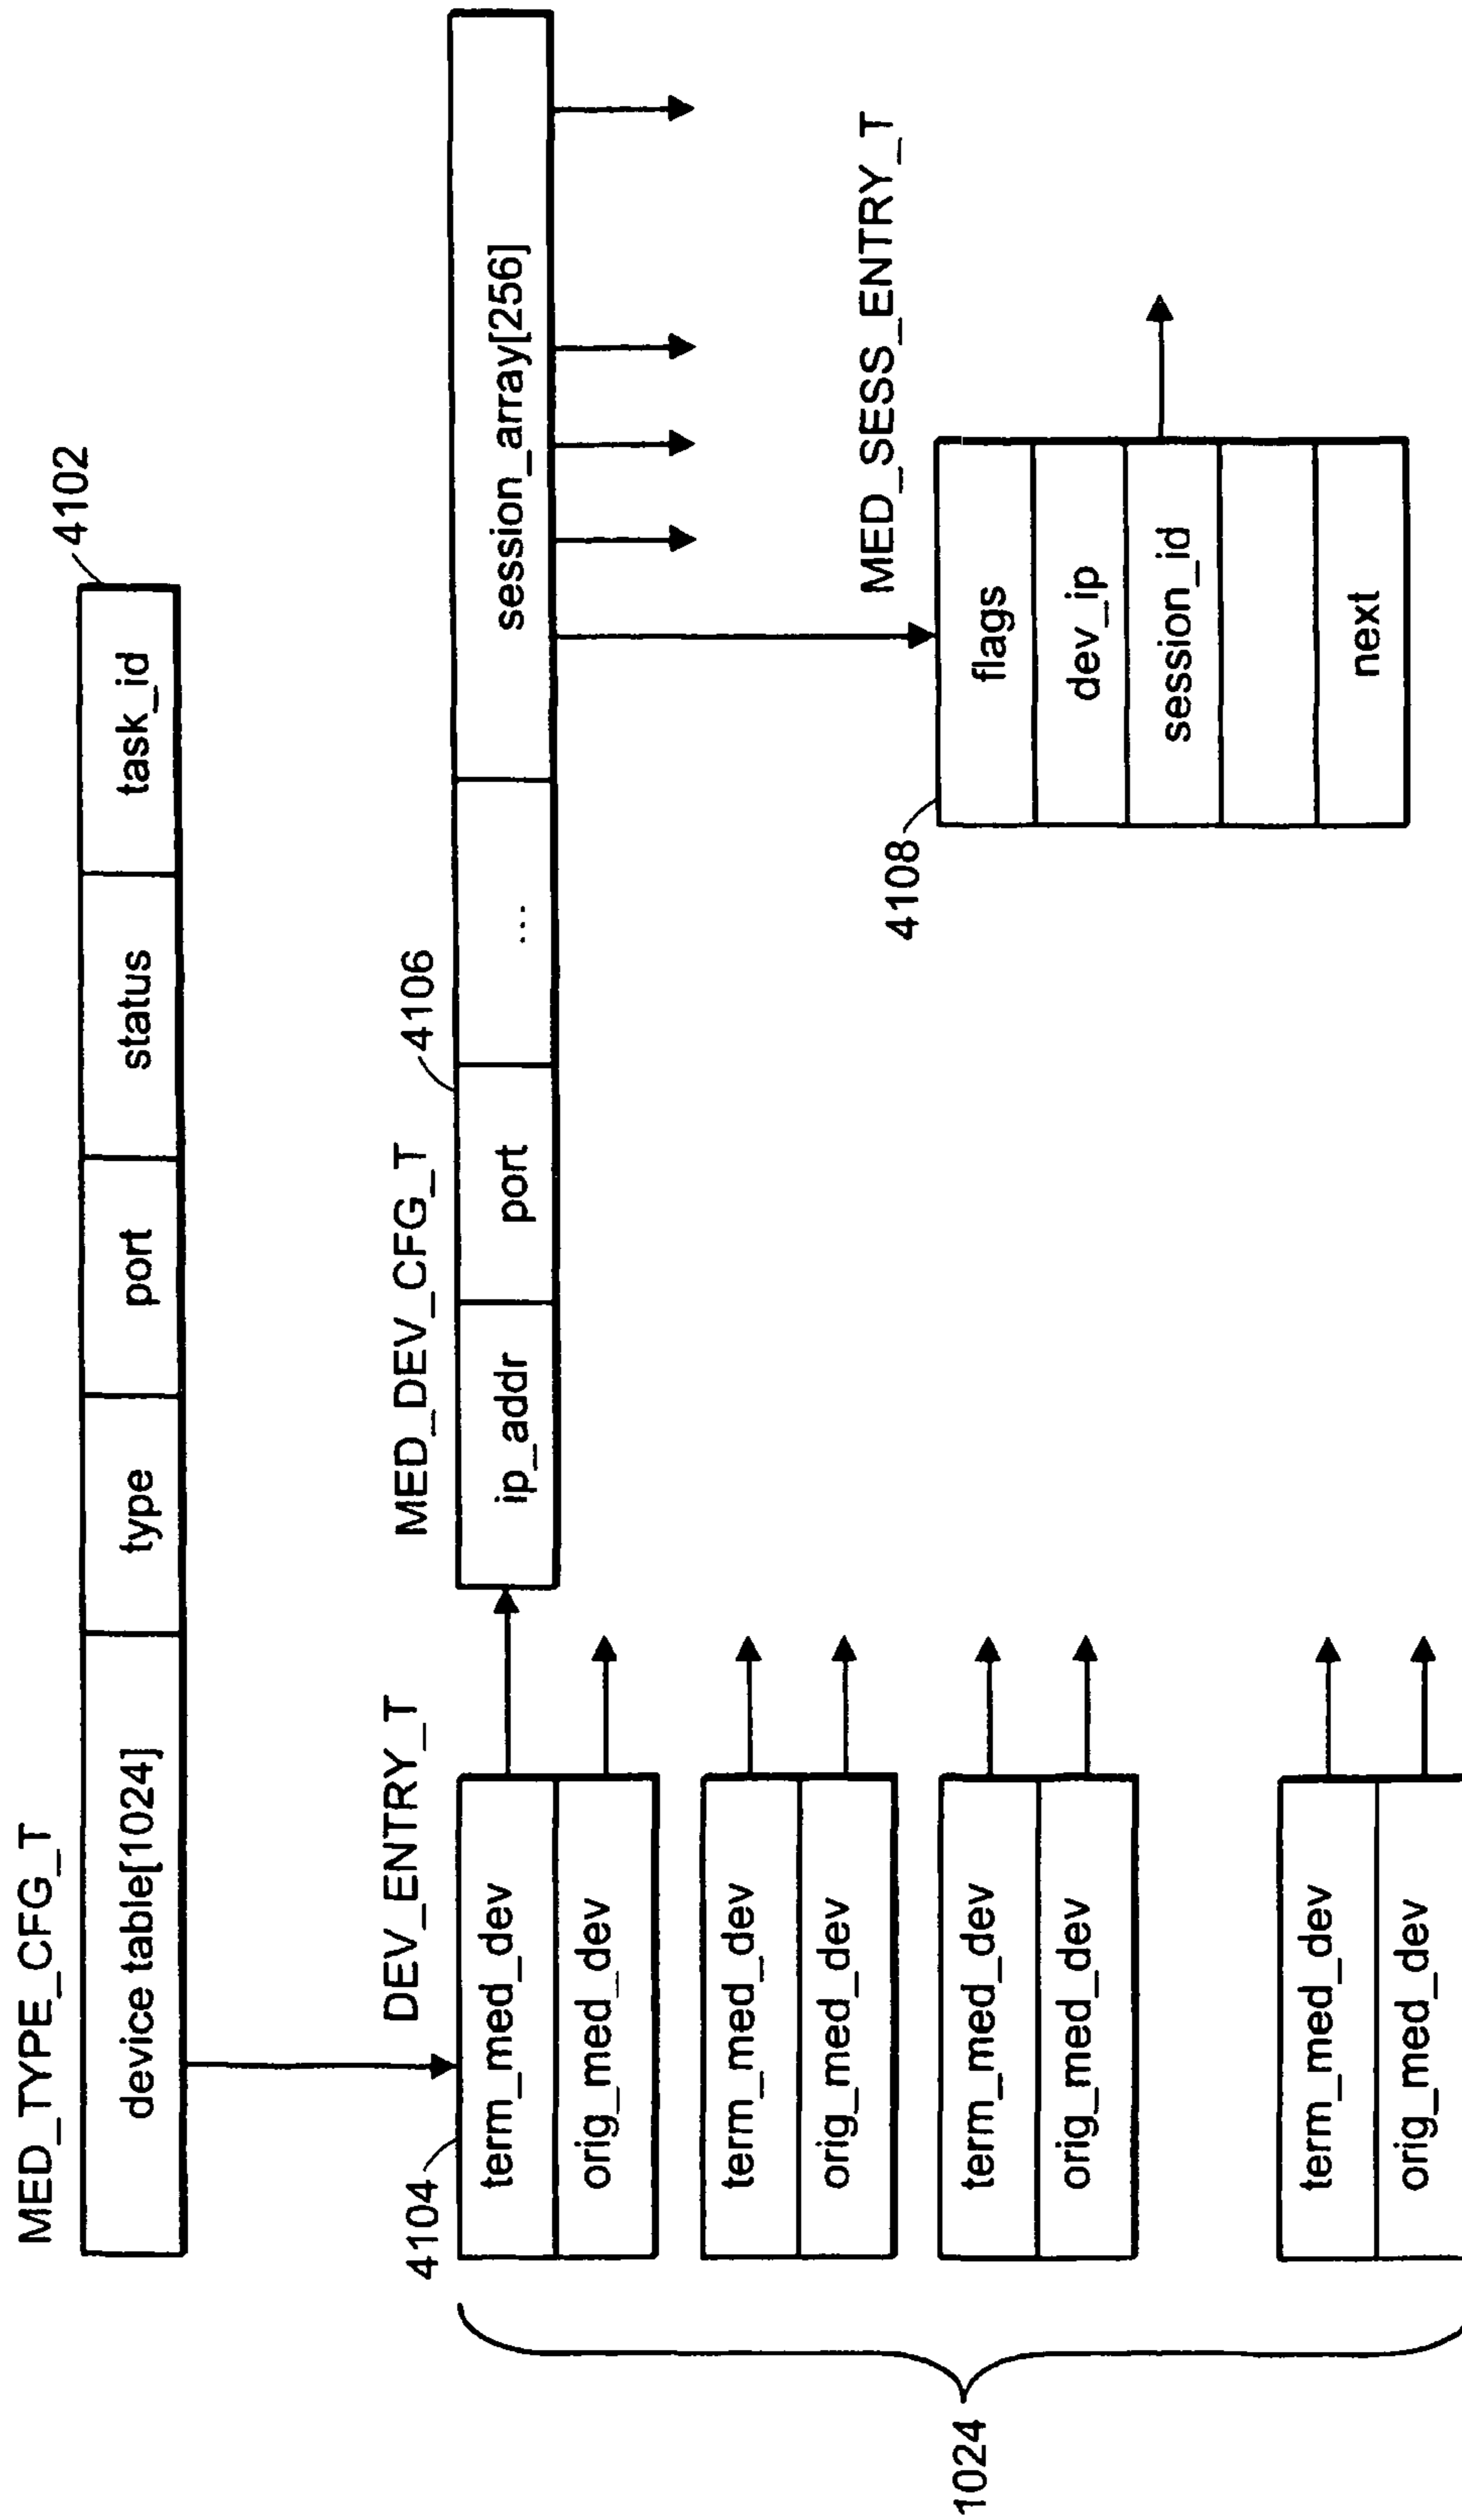 MED_TYPE_CFG_T
4102
device table[1024] type port status task_id
DEV_ENTRY_T
MED_DEV_CFG_T
4106
4104
term_med_dev
orig_med_dev
ip_addr port ... session_array[256]
term_med_dev
orig_med_dev
MED_SESS_ENTRY_T
4108
term_med_dev
orig_med_dev
flags
dev_ip
session_id
next
term_med_dev
orig_med_dev
1024